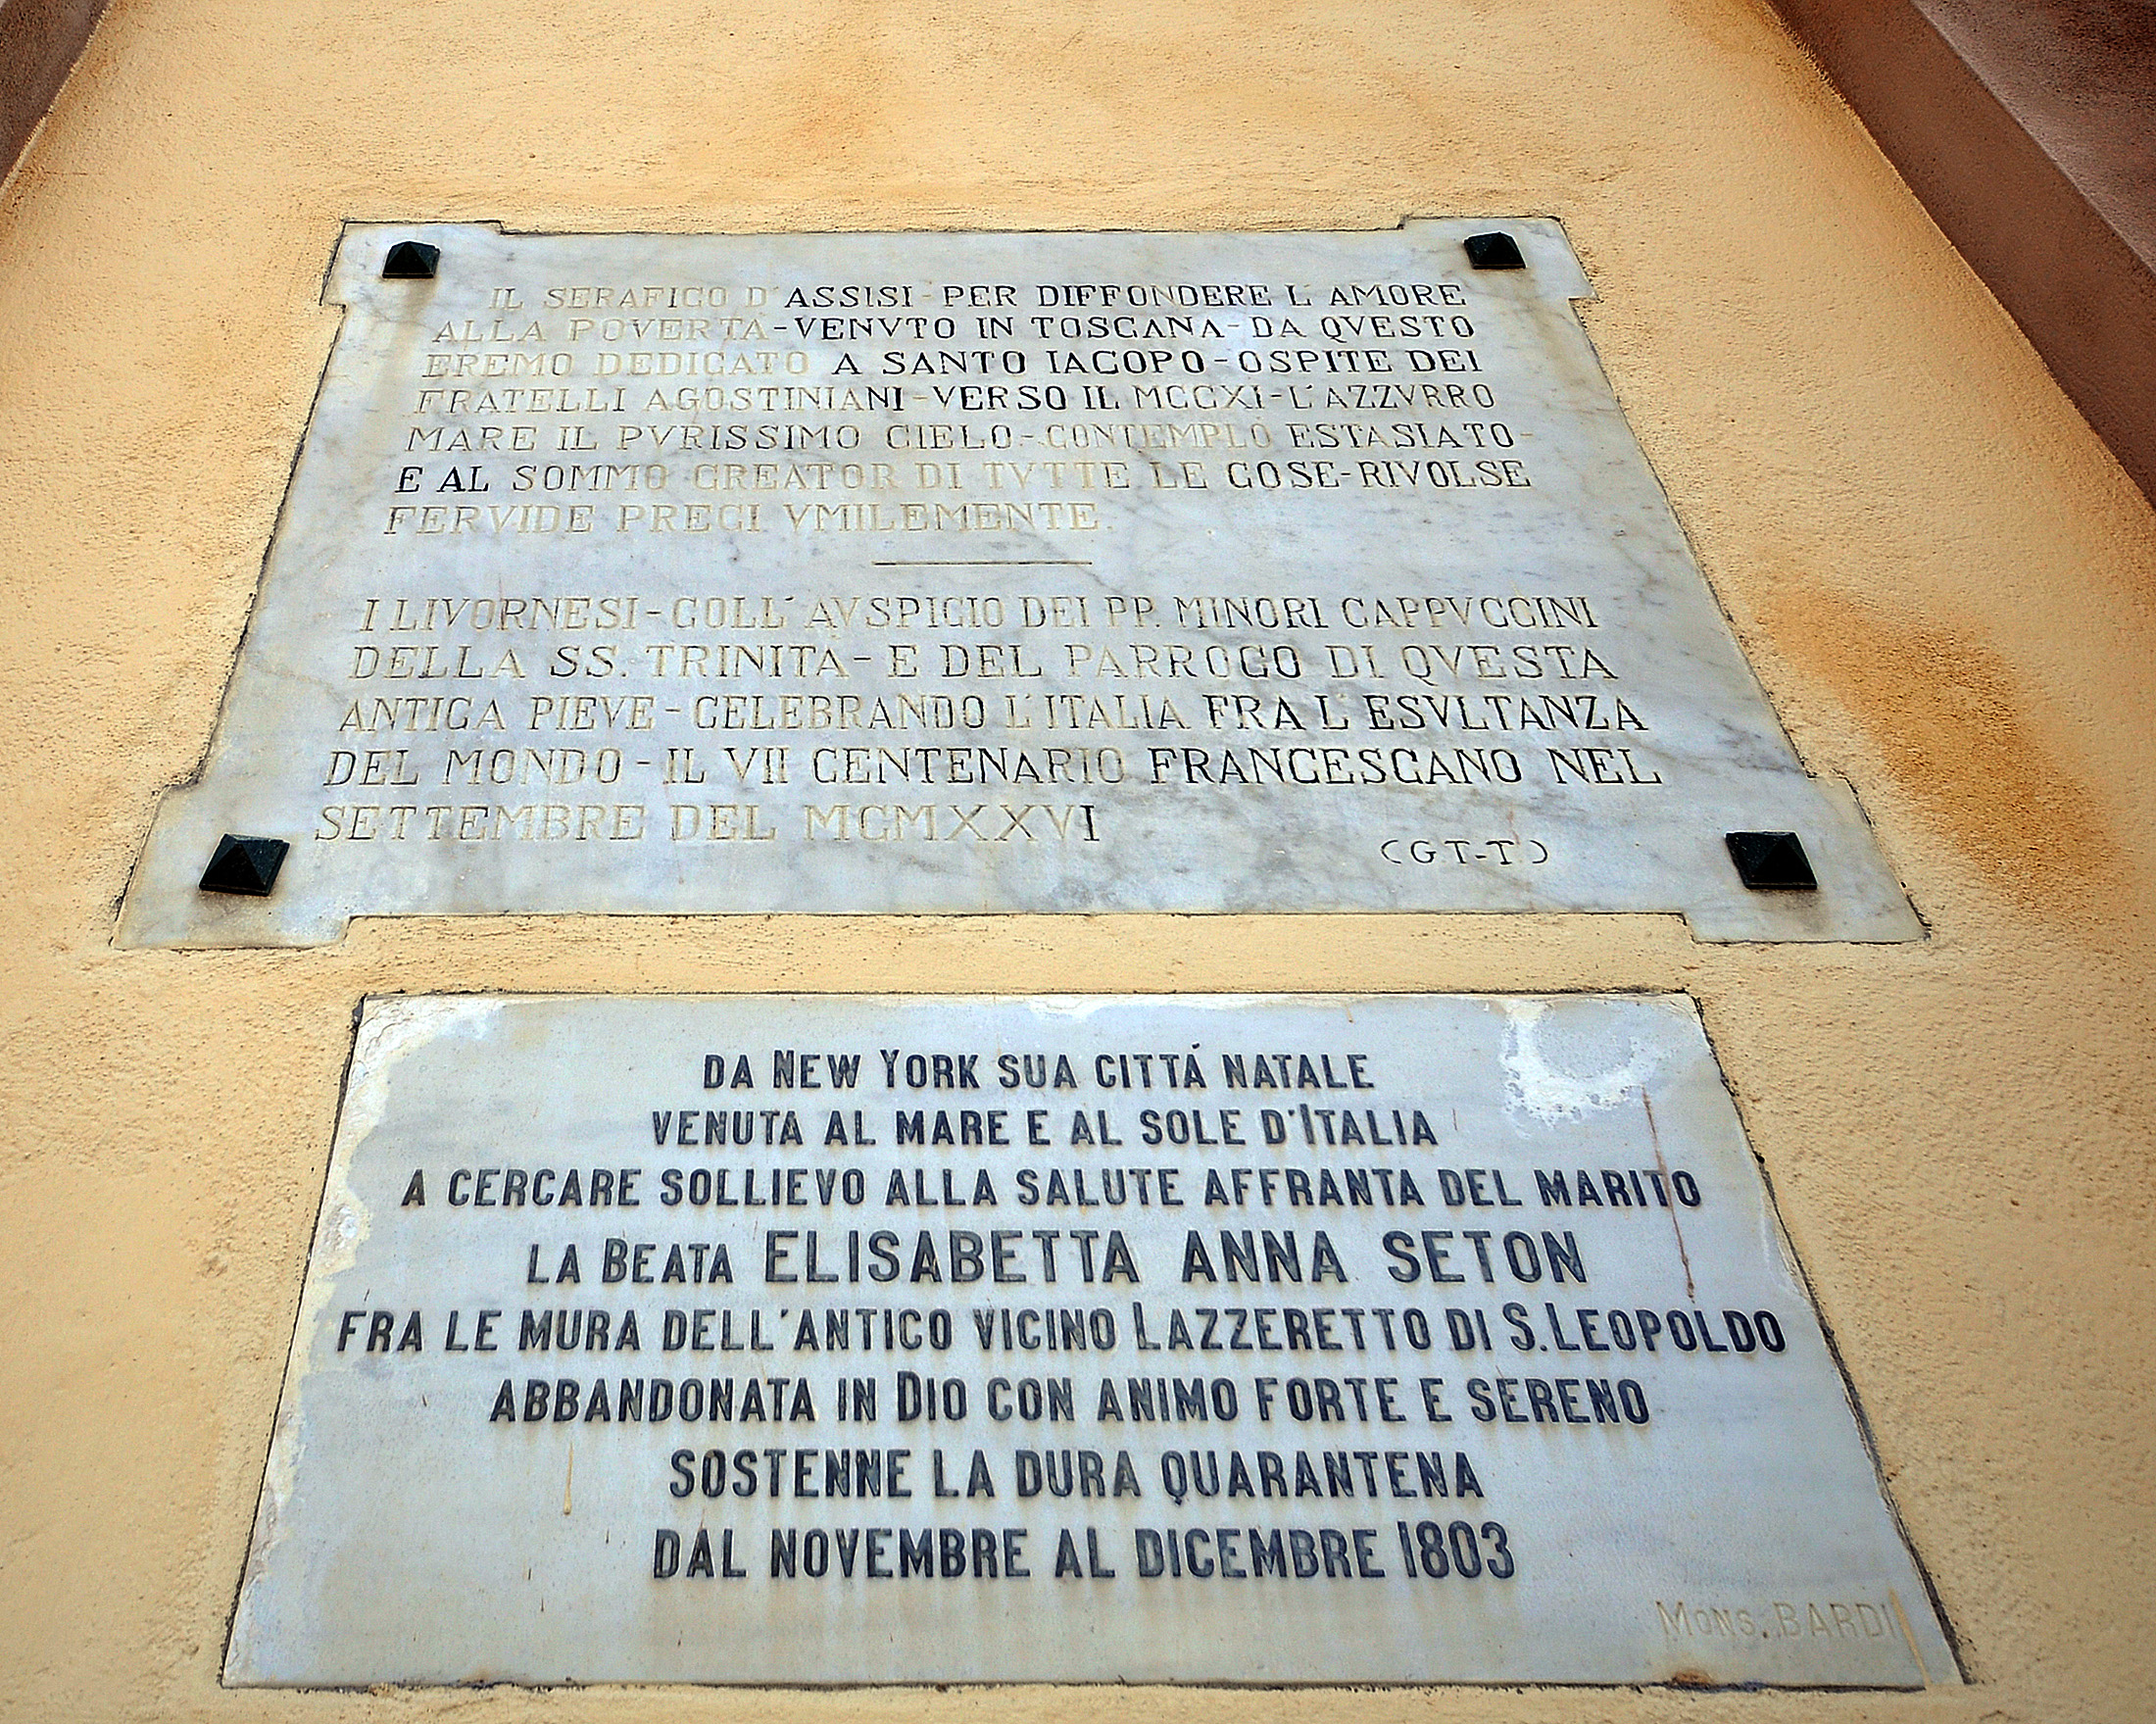 IL SERAFICO D'ASSISI-PER DIFFONDERE L'AMORE
ALLA POVERTA-VENVTO IN TOSCANA-DA QVESTO
EREMO DEDICATO A SANTO IACOPO-OSPITE DEI
FRATELLI AGOSTINIANI-VERSO IL MCCXI-L'AZZVRRO
MARE IL PVRISSIMO CIELO-CONTEMPLÒ ESTASIATO-
E AL SOMMO CREATOR DI TVTTE LE COSE-RIVOLSE
FERVIDE PRECI VMILEMENTE.
I LIVORNESI-COLL'AVSPICIO DEI PP. MINORI CAPPVCCINI
DELLA SS. TRINITÀ-E DEL PARROCO DI QVESTA
ANTICA PIEVE-CELEBRANDO L'ITALIA FRA L'ESVLTANZA
DEL MONDO-IL VII CENTENARIO FRANCESCANO NEL
SETTEMBRE DEL MCMXXVI
(GT-T)
DA NEW YORK SUA CITTÁ NATALE
VENUTA AL MARE E AL SOLE D'ITALIA
A CERCARE SOLLIEVO ALLA SALUTE AFFRANTA DEL MARITO
LA BEATA ELISABETTA ANNA SETON
FRA LE MURA DELL'ANTICO VICINO LAZZERETTO DI S.LEOPOLDO
ABBANDONATA IN DIO CON ANIMO FORTE E SERENO
SOSTENNE LA DURA QUARANTENA
DAL NOVEMBRE AL DICEMBRE 1803
MONS. BARDI